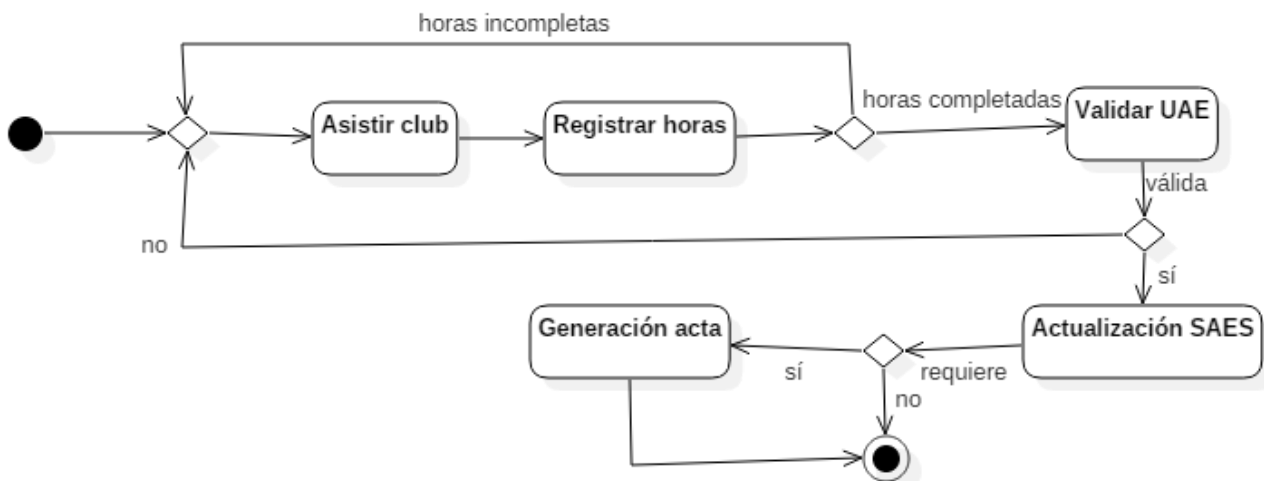 horas incompletas
Asistir club
Registrar horas
horas completadas
Validar UAE
válida
no
sí
Generación acta
sí
requiere
Actualización SAES
no